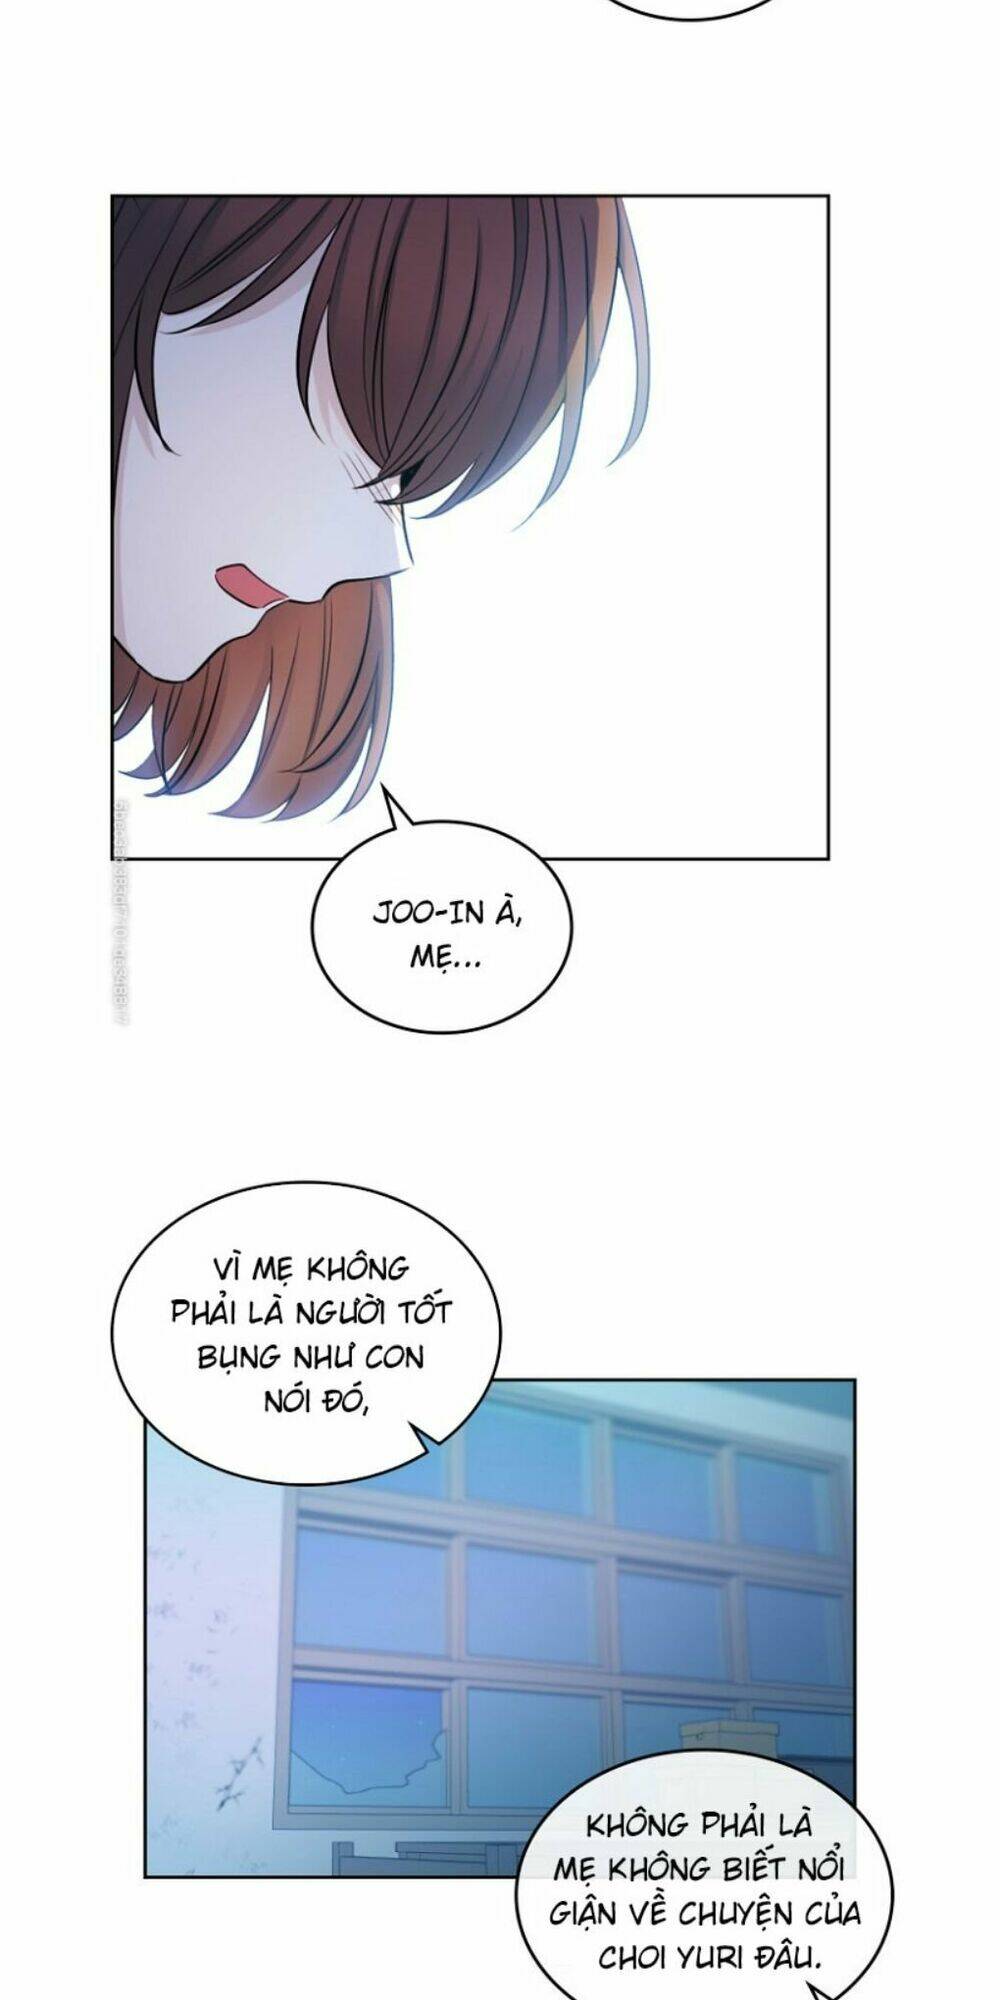 JOO-IN À,
MẸ...
VÌ MẸ KHÔNG
PHẢI LÀ NGƯỜI TỐT
BỤNG NHƯ CON
NÓI ĐÓ,
KHÔNG PHẢI LÀ
MẸ KHÔNG BIẾT NỔI
GIẬN VỀ CHUYỆN CỦA
CHOI YURI ĐÂU.